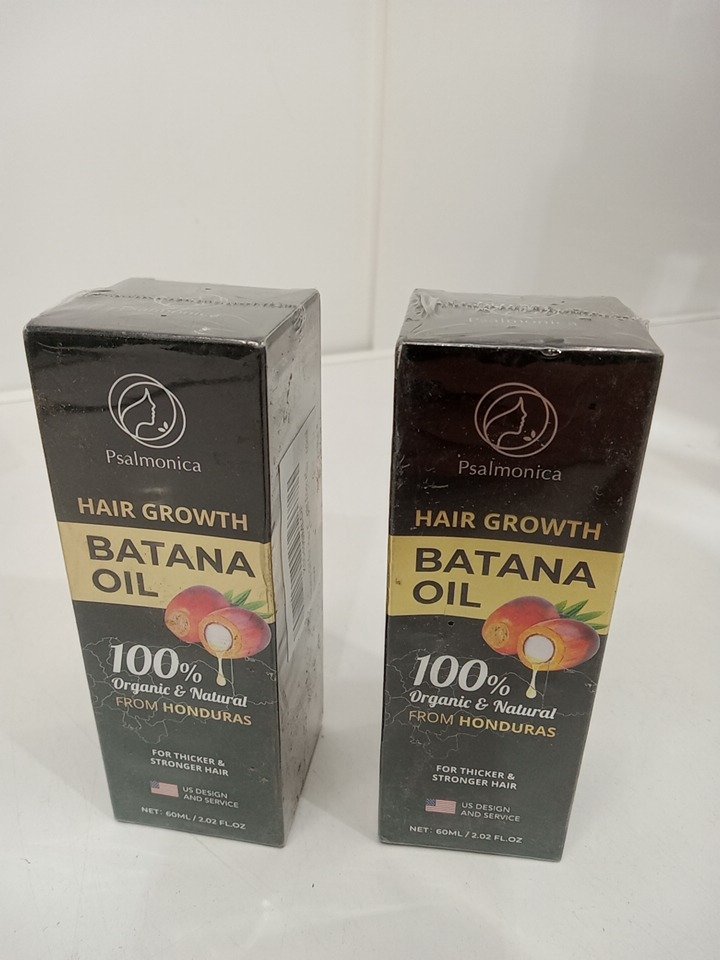 Psalmonica
Psalmonica
HAIR GROWTH
BATANA
OIL
100%
Organic & Natural
FROM HONDURAS
FOR THICKER &
STRONGER HAIR
US DESIGN
AND SERVICE
NET: 60ML / 2.02 FL.OZ
Psalmonica
Psalmonica
HAIR GROWTH
BATANA
OIL
100%
Organic & Natural
FROM HONDURAS
FOR THICKER &
STRONGER HAIR
US DESIGN
AND SERVICE
NET: 60ML / 2.02 FL.OZ